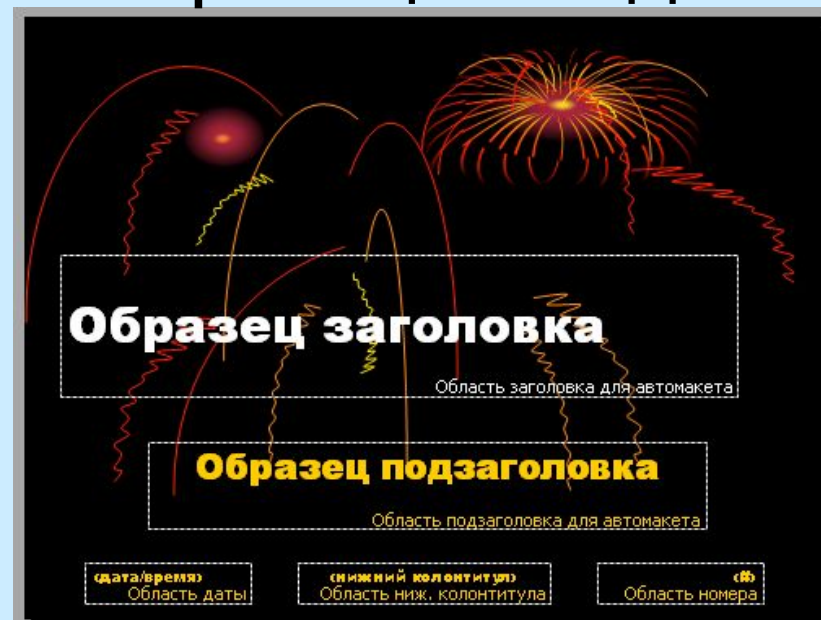 Образец заголовка
Область заголовка для автомакета
Образец подзаголовка
Область подзаголовка для автомакета
<дата/время>
Область даты
<нижний колонтитул>
Область ниж. колонтитула
<#>
Область номера